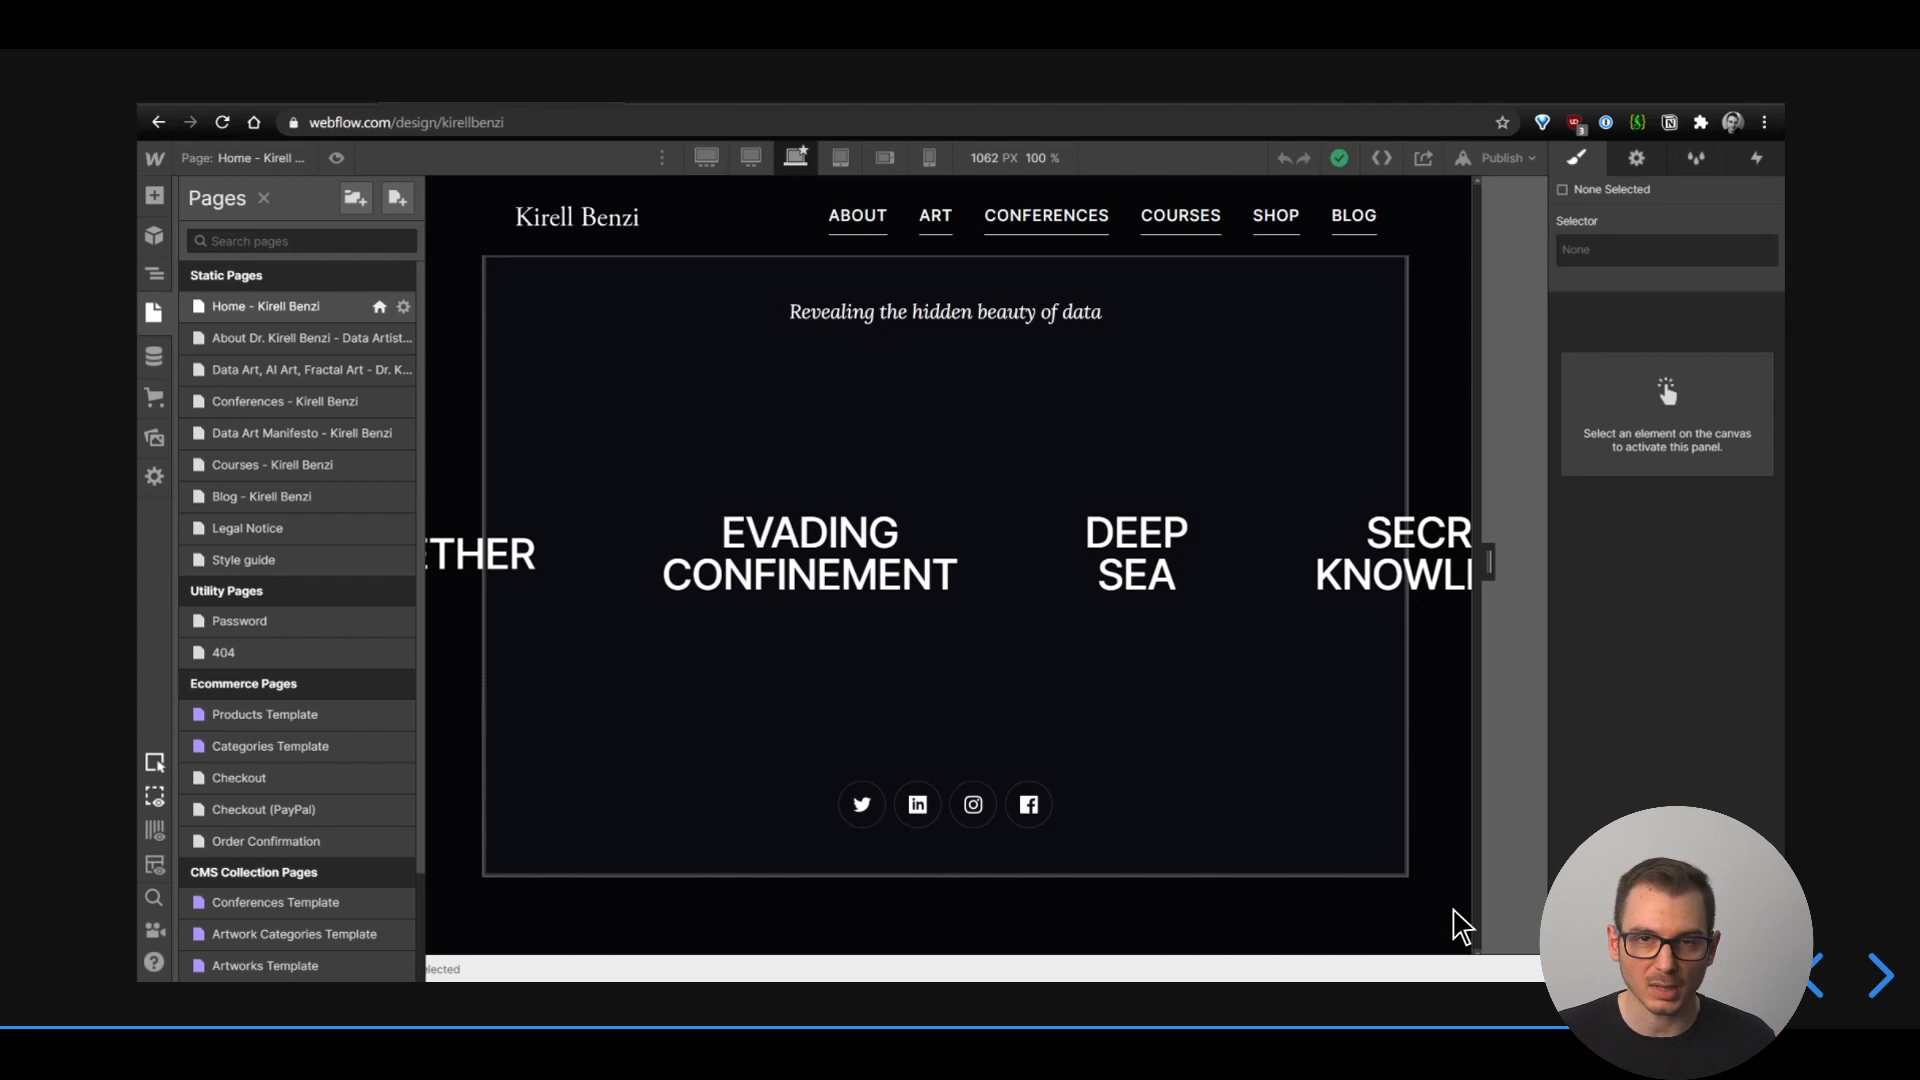 webflow.com/design/kirellbenzi
3
W
Page: Home - Kirell ...
1062 PX 100 %
Publish
Pages
Search pages
Static Pages
Home - Kirell Benzi
About Dr. Kirell Benzi - Data Artist...
Data Art, AI Art, Fractal Art - Dr. K...
Conferences - Kirell Benzi
Data Art Manifesto - Kirell Benzi
Courses - Kirell Benzi
Blog - Kirell Benzi
Legal Notice
Style guide
Utility Pages
Password
404
Ecommerce Pages
Products Template
Categories Template
Checkout
Checkout (PayPal)
Order Confirmation
CMS Collection Pages
Conferences Template
Artwork Categories Template
Artworks Template
Kirell Benzi
ABOUT
ART
CONFERENCES
COURSES
SHOP
BLOG
Revealing the hidden beauty of data
ETHER
EVADING
CONFINEMENT
DEEP
SEA
SECR
KNOWL
elected
None Selected
Selector
None
Select an element on the canvas
to activate this panel.